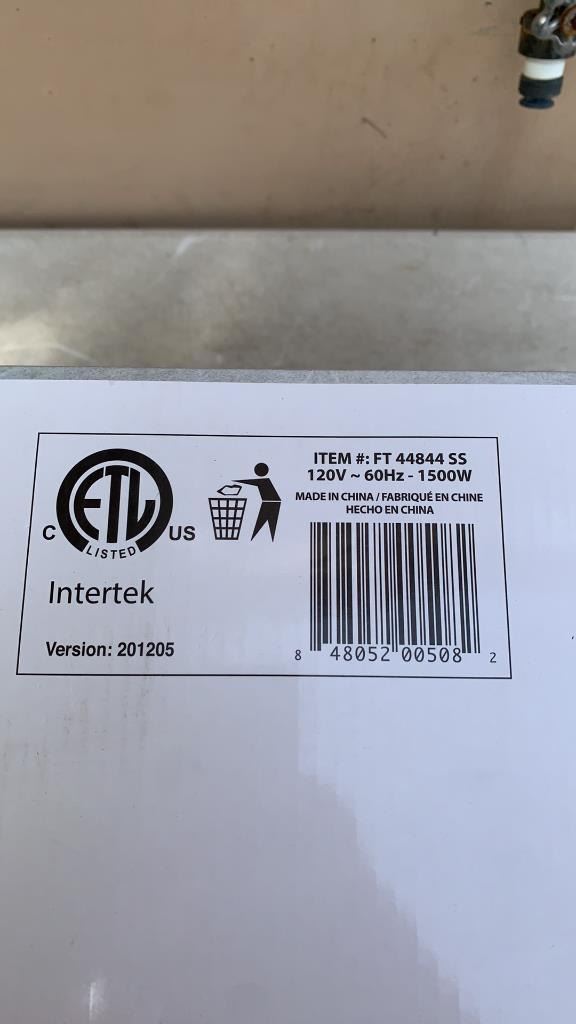 ITEM #: FT 44844 SS
120V ~ 60Hz - 1500W
MADE IN CHINA / FABRIQUÉ EN CHINE
HECHO EN CHINA
C ETL US
LISTED
Intertek
Version: 201205
8 48052 00508 2